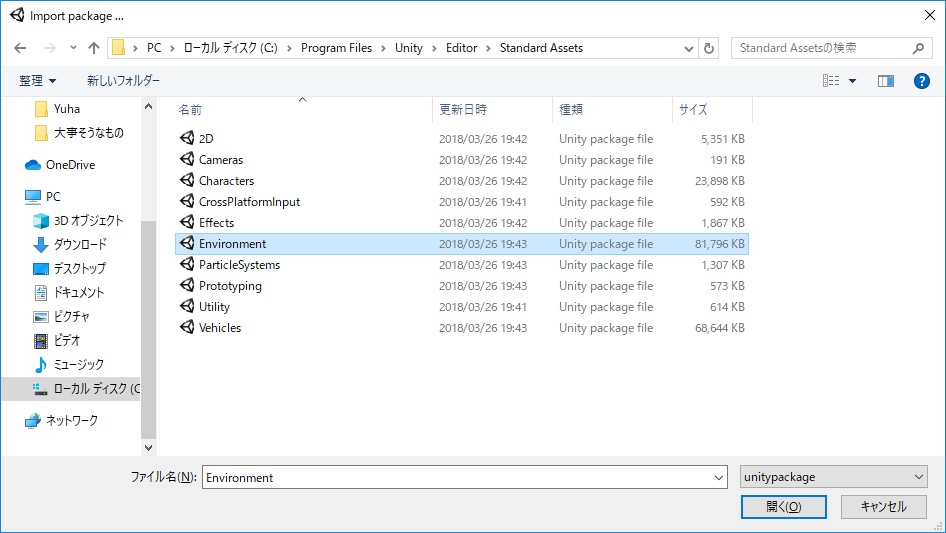 Import package ...
PC > ローカル ディスク (C:) > Program Files > Unity > Editor > Standard Assets
Standard Assetsの検索
整理 新しいフォルダー
Yuha
大事そうなもの
OneDrive
PC
3D オブジェクト
ダウンロード
デスクトップ
ドキュメント
ピクチャ
ビデオ
ミュージック
ローカル ディスク (C
ネットワーク
名前 更新日時 種類 サイズ
2D 2018/03/26 19:42 Unity package file 5,351 KB
Cameras 2018/03/26 19:42 Unity package file 191 KB
Characters 2018/03/26 19:42 Unity package file 23,898 KB
CrossPlatformInput 2018/03/26 19:41 Unity package file 592 KB
Effects 2018/03/26 19:42 Unity package file 1,867 KB
Environment 2018/03/26 19:43 Unity package file 81,796 KB
ParticleSystems 2018/03/26 19:43 Unity package file 1,307 KB
Prototyping 2018/03/26 19:43 Unity package file 573 KB
Utility 2018/03/26 19:41 Unity package file 614 KB
Vehicles 2018/03/26 19:43 Unity package file 68,644 KB
ファイル名(N): Environment
unitypackage
開く(O) キャンセル